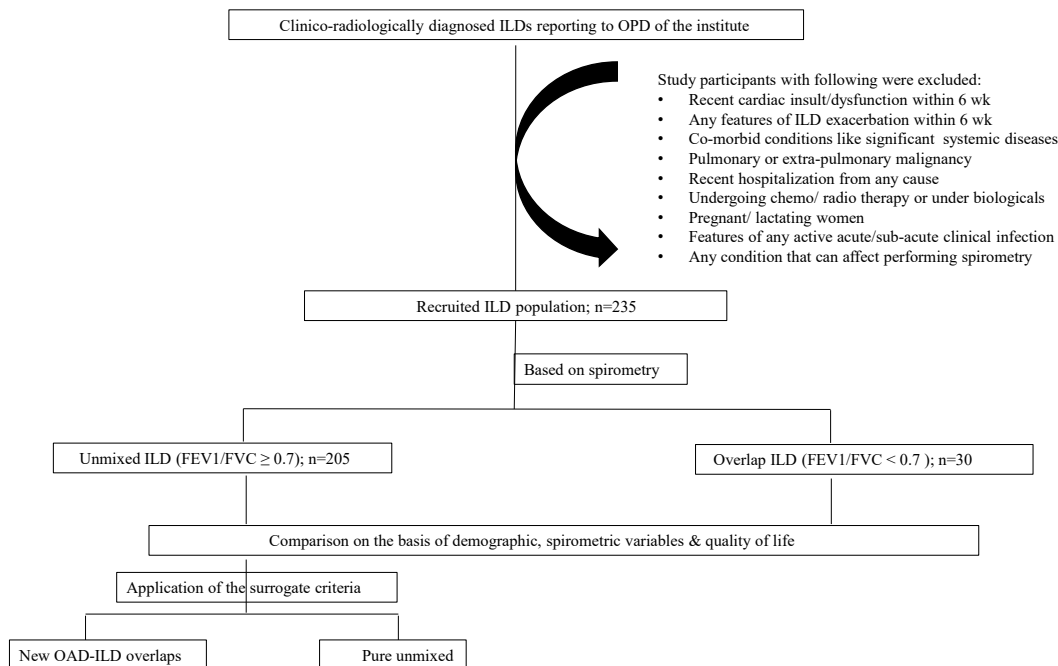 Clinico-radiologically diagnosed ILDs reporting to OPD of the institute
Study participants with following were excluded:
• Recent cardiac insult/dysfunction within 6 wk
• Any features of ILD exacerbation within 6 wk
• Co-morbid conditions like significant systemic diseases
• Pulmonary or extra-pulmonary malignancy
• Recent hospitalization from any cause
• Undergoing chemo/ radio therapy or under biologicals
• Pregnant/ lactating women
• Features of any active acute/sub-acute clinical infection
• Any condition that can affect performing spirometry
Recruited ILD population; n=235
Based on spirometry
Unmixed ILD (FEV1/FVC ≥ 0.7); n=205
Overlap ILD (FEV1/FVC < 0.7 ); n=30
Comparison on the basis of demographic, spirometric variables & quality of life
Application of the surrogate criteria
New OAD-ILD overlaps
Pure unmixed